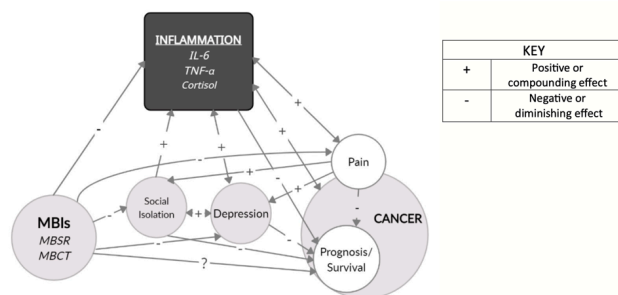 INFLAMMATION
IL-6
TNF-α
Cortisol
KEY
+ Positive or
compounding effect
- Negative or
diminishing effect
-
+
+
+
+
Pain
-
-
+
+
Social
Isolation
+
Depression
-
CANCER
MBIs
MBSR
MBCT
-
-
-
-
?
Prognosis/
Survival